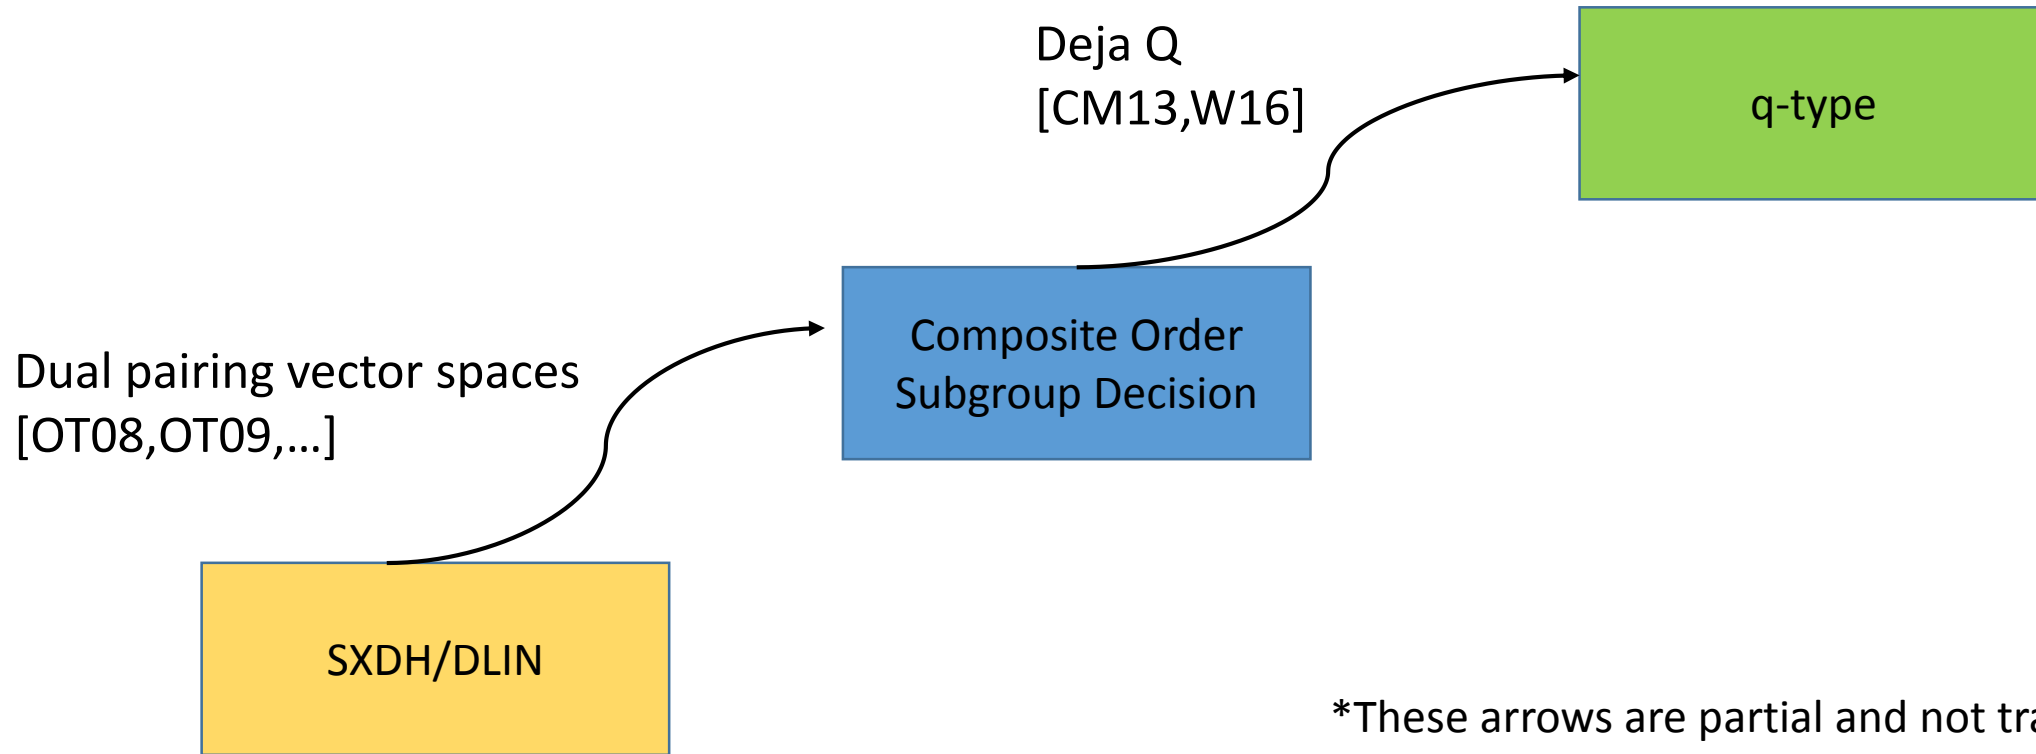 Deja Q
[CM13,W16]
q-type
Composite Order
Subgroup Decision
Dual pairing vector spaces
[OT08,OT09,...]
SXDH/DLIN
*These arrows are partial and not